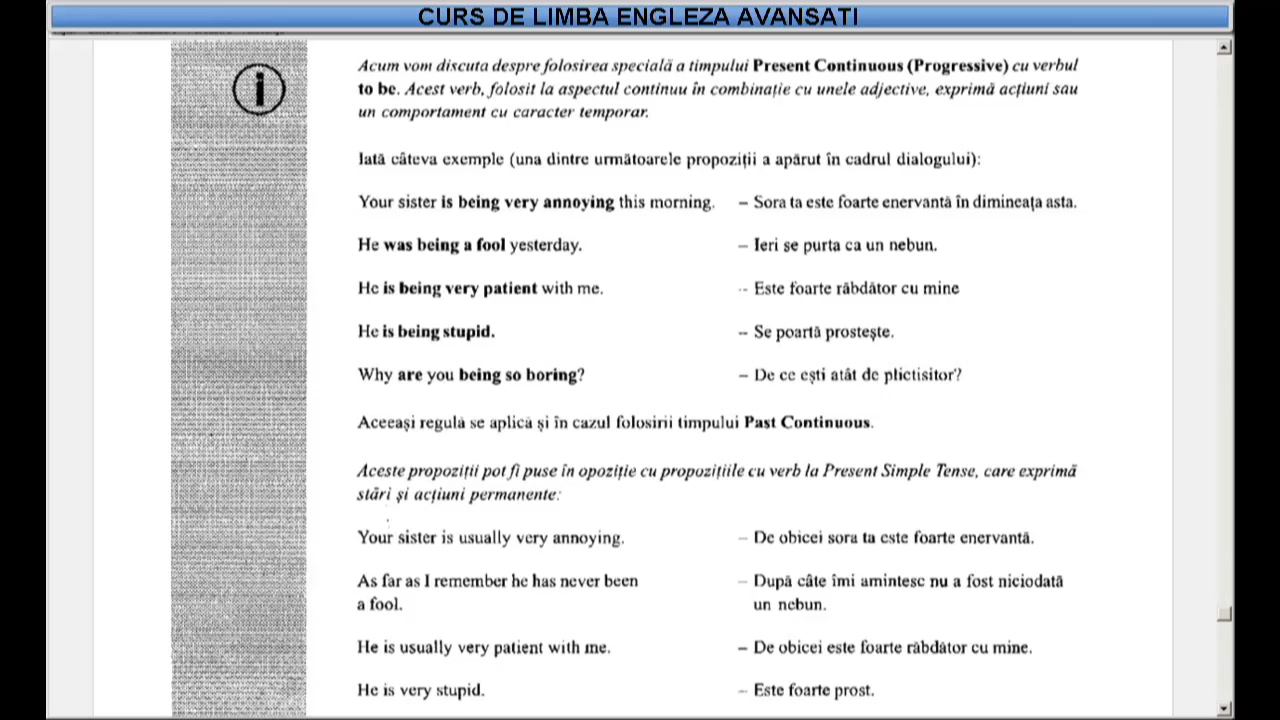 CURS DE LIMBA ENGLEZA AVANSATI
Acum vom discuta despre folosirea specială a timpului Present Continuous (Progressive) cu verbul
to be. Acest verb, folosit la aspectul continuu în combinație cu unele adjective, exprimă acțiuni sau
un comportament cu caracter temporar.
Iată câteva exemple (una dintre următoarele propoziții a apărut în cadrul dialogului):
Your sister is being very annoying this morning. – Sora ta este foarte enervantă în dimineața asta.
He was being a fool yesterday. – Ieri se purta ca un nebun.
He is being very patient with me. – Este foarte răbdător cu mine
He is being stupid. – Se poartă prostește.
Why are you being so boring? – De ce ești atât de plictisitor?
Aceeași regulă se aplică și în cazul folosirii timpului Past Continuous.
Aceste propoziții pot fi puse în opoziție cu propozițiile cu verb la Present Simple Tense, care exprimă
stări și acțiuni permanente:
Your sister is usually very annoying. – De obicei sora ta este foarte enervantă.
As far as I remember he has never been – După câte îmi amintesc nu a fost niciodată
a fool. un nebun.
He is usually very patient with me. – De obicei este foarte răbdător cu mine.
He is very stupid. – Este foarte prost.